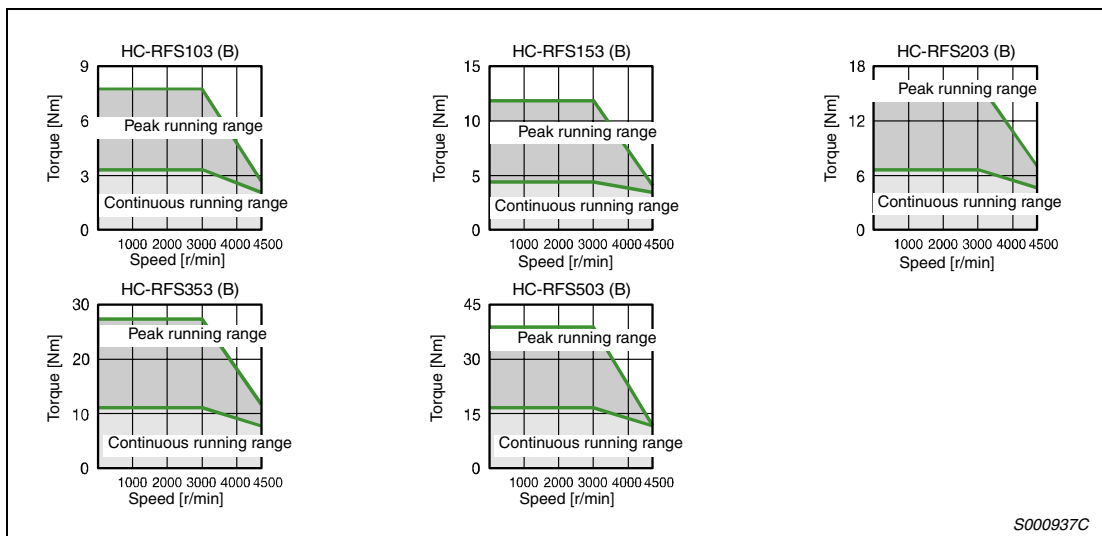 HC-RFS103 (B)
9
6
3
0
Torque [Nm]
Peak running range
Continuous running range
1000 2000 3000 4000 4500
Speed [r/min]
HC-RFS153 (B)
15
10
5
0
Torque [Nm]
Peak running range
Continuous running range
1000 2000 3000 4000 4500
Speed [r/min]
HC-RFS203 (B)
18
12
6
0
Torque [Nm]
Peak running range
Continuous running range
1000 2000 3000 4000 4500
Speed [r/min]
HC-RFS353 (B)
30
20
10
0
Torque [Nm]
Peak running range
Continuous running range
1000 2000 3000 4000 4500
Speed [r/min]
HC-RFS503 (B)
45
30
15
0
Torque [Nm]
Peak running range
Continuous running range
1000 2000 3000 4000 4500
Speed [r/min]
S000937C